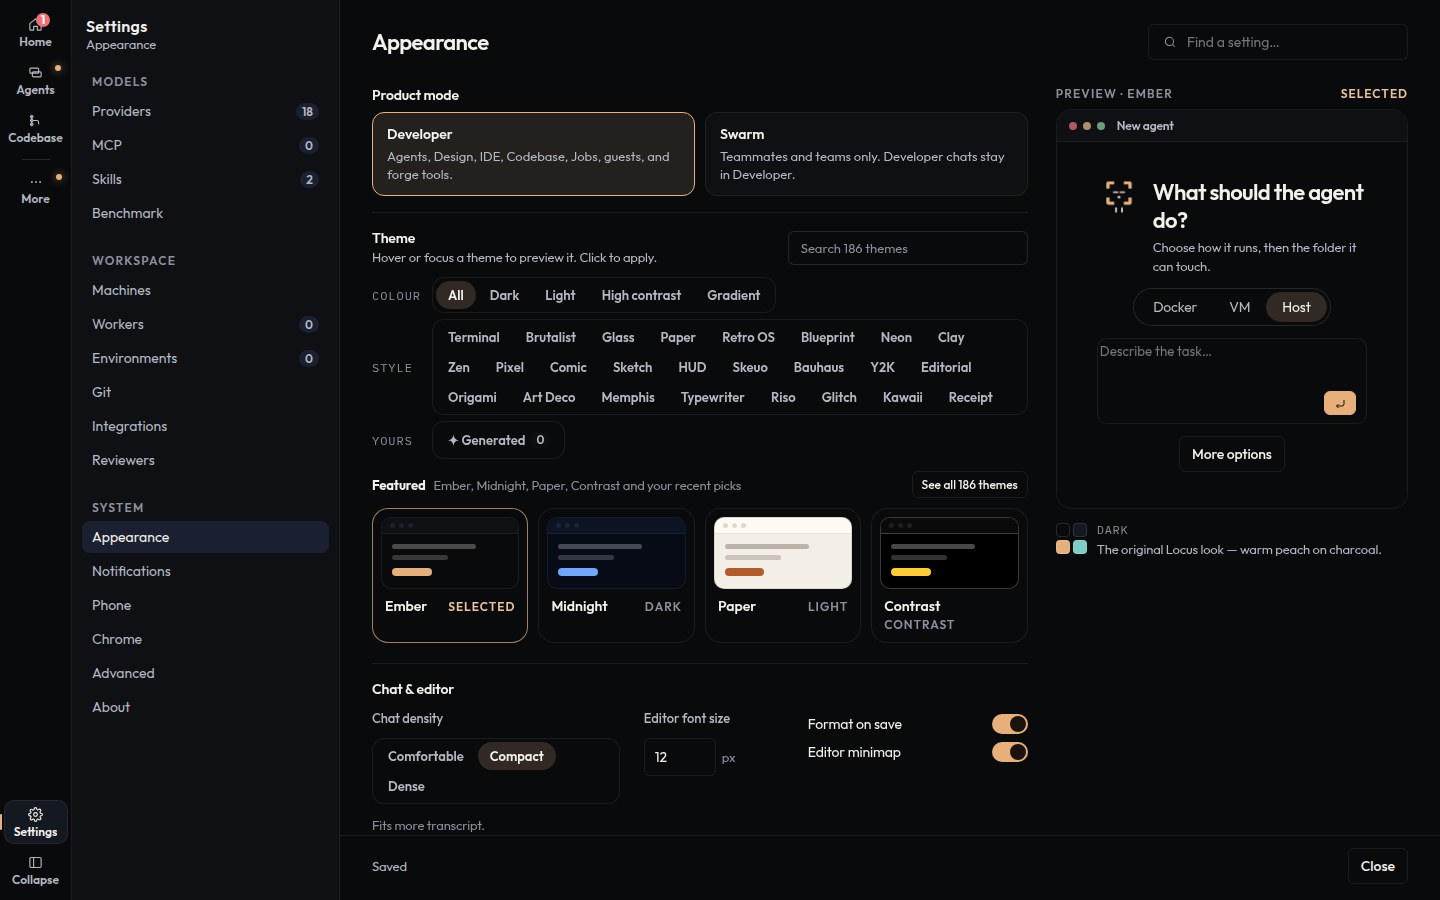 1
Home
Agents
Codebase
More
Settings
Collapse
Settings
Appearance
MODELS
Providers 18
MCP 0
Skills 2
Benchmark
WORKSPACE
Machines
Workers 0
Environments 0
Git
Integrations
Reviewers
SYSTEM
Appearance
Notifications
Phone
Chrome
Advanced
About
Appearance
Find a setting...
Product mode
Developer
Agents, Design, IDE, Codebase, Jobs, guests, and
forge tools.
Swarm
Teammates and teams only. Developer chats stay
in Developer.
Theme
Hover or focus a theme to preview it. Click to apply.
Search 186 themes
COLOUR
All Dark Light High contrast Gradient
STYLE
Terminal Brutalist Glass Paper Retro OS Blueprint Neon Clay
Zen Pixel Comic Sketch HUD Skeuo Bauhaus Y2K Editorial
Origami Art Deco Memphis Typewriter Riso Glitch Kawaii Receipt
YOURS
✦ Generated 0
Featured Ember, Midnight, Paper, Contrast and your recent picks
See all 186 themes
Ember SELECTED
Midnight DARK
Paper LIGHT
Contrast
CONTRAST
Chat & editor
Chat density
Comfortable Compact
Dense
Fits more transcript.
Editor font size
12 px
Format on save
Editor minimap
PREVIEW · EMBER SELECTED
New agent
What should the agent
do?
Choose how it runs, then the folder it
can touch.
Docker VM Host
Describe the task...
More options
DARK
The original Locus look — warm peach on charcoal.
Saved
Close